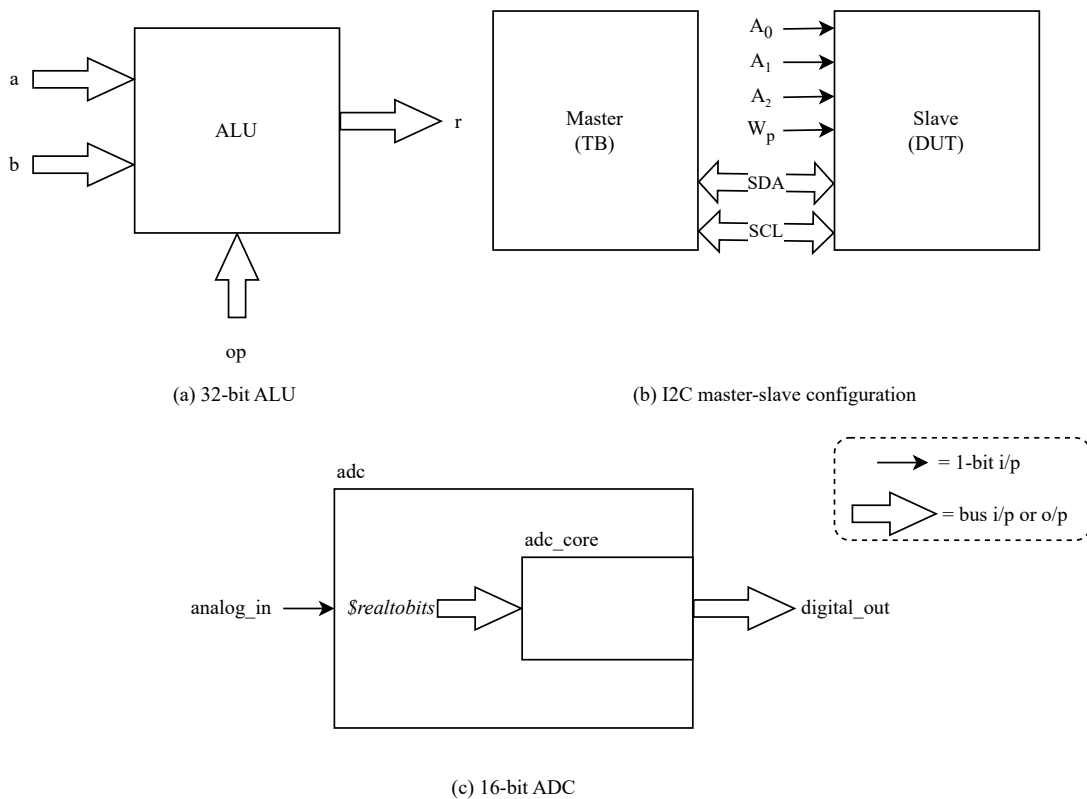 a
b
ALU
r
op
(a) 32-bit ALU
Master
(TB)
A0
A1
A2
Wp
SDA
SCL
Slave
(DUT)
(b) I2C master-slave configuration
= 1-bit i/p
= bus i/p or o/p
adc
adc_core
analog_in
$realtobits
digital_out
(c) 16-bit ADC